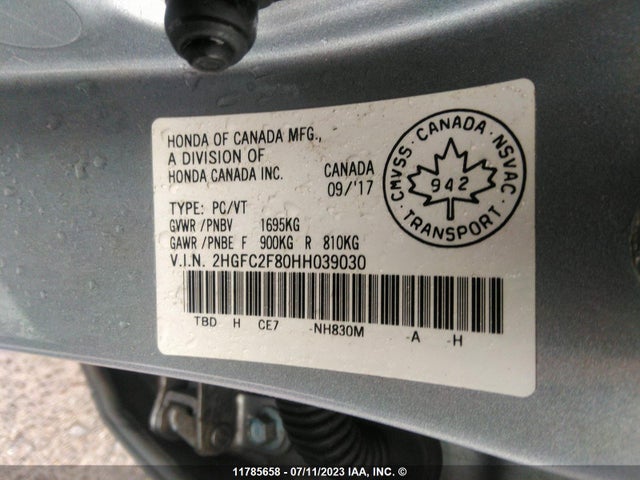 HONDA OF CANADA MFG.,
A DIVISION OF
HONDA CANADA INC.
CANADA
09/'17
TYPE: PC/VT
GVWR/PNBV 1695KG
GAWR/PNBE F 900KG R 810KG
V.I.N. 2HGFC2F80HH039030
TBD H CE7 -NH830M -A -H
CMVSS · CANADA · NSVAC
942
TRANSPORT
11785658 - 07/11/2023 IAA, INC. ©